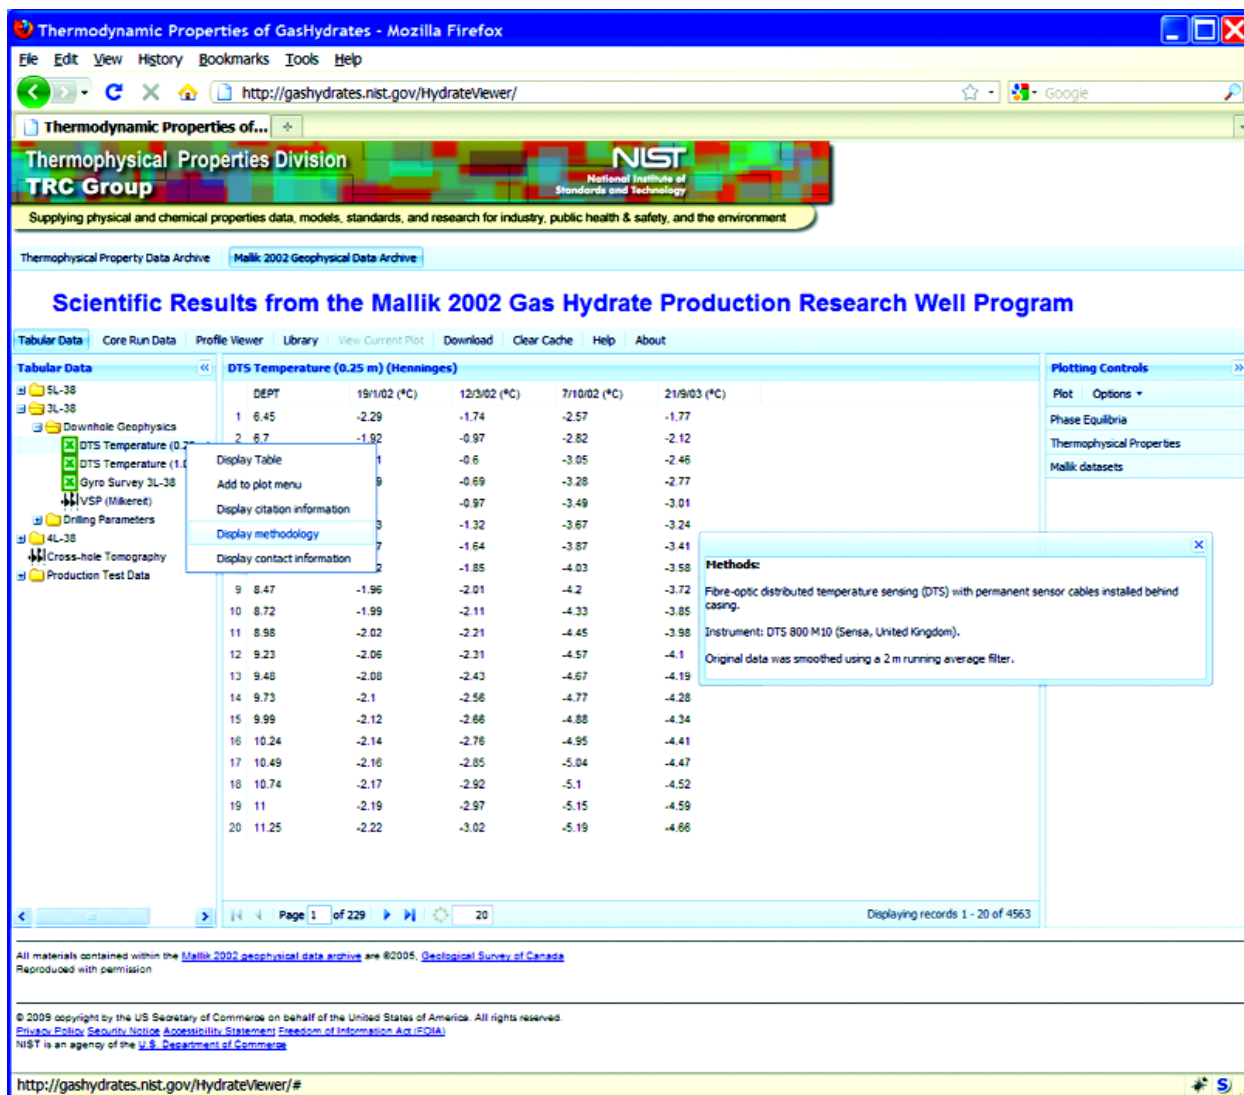 Thermodynamic Properties of GasHydrates - Mozilla Firefox
File Edit View History Bookmarks Tools Help
http://gashydrates.nist.gov/HydrateViewer/
Google
Thermodynamic Properties of...
Thermophysical Properties Division
TRC Group
NIST
National Institute of
Standards and Technology
Supplying physical and chemical properties data, models, standards, and research for industry, public health & safety, and the environment
Thermophysical Property Data Archive Mallik 2002 Geophysical Data Archive
Scientific Results from the Mallik 2002 Gas Hydrate Production Research Well Program
Tabular Data Core Run Data Profile Viewer Library View Current Plot Download Clear Cache Help About
Tabular Data
5L-38
3L-38
Downhole Geophysics
DTS Temperature (0.25
DTS Temperature (1.0
Gyro Survey 3L-38
VSP (Milkereit)
Drilling Parameters
4L-38
Cross-hole Tomography
Production Test Data
Display Table
Add to plot menu
Display citation information
Display methodology
Display contact information
DTS Temperature (0.25 m) (Henninges)
DEPT 19/1/02 (ºC) 12/3/02 (ºC) 7/10/02 (ºC) 21/9/03 (ºC)
1 6.45 -2.29 -1.74 -2.57 -1.77
2 6.7 -1.92 -0.97 -2.82 -2.12
1 -0.6 -3.05 -2.46
9 -0.69 -3.28 -2.77
-0.97 -3.49 -3.01
3 -1.32 -3.67 -3.24
7 -1.64 -3.87 -3.41
2 -1.85 -4.03 -3.58
9 8.47 -1.96 -2.01 -4.2 -3.72
10 8.72 -1.99 -2.11 -4.33 -3.85
11 8.98 -2.02 -2.21 -4.45 -3.98
12 9.23 -2.06 -2.31 -4.57 -4.1
13 9.48 -2.08 -2.43 -4.67 -4.19
14 9.73 -2.1 -2.56 -4.77 -4.28
15 9.99 -2.12 -2.66 -4.88 -4.34
16 10.24 -2.14 -2.76 -4.95 -4.41
17 10.49 -2.16 -2.85 -5.04 -4.47
18 10.74 -2.17 -2.92 -5.1 -4.52
19 11 -2.19 -2.97 -5.15 -4.59
20 11.25 -2.22 -3.02 -5.19 -4.66
Methods:
Fibre-optic distributed temperature sensing (DTS) with permanent sensor cables installed behind
casing.
Instrument: DTS 800 M10 (Sensa, United Kingdom).
Original data was smoothed using a 2 m running average filter.
Plotting Controls
Plot Options
Phase Equilibria
Thermophysical Properties
Mallik datasets
Page 1 of 229 20 Displaying records 1 - 20 of 4563
All materials contained within the Mallik 2002 geophysical data archive are ©2005, Geological Survey of Canada
Reproduced with permission
© 2009 copyright by the US Secretary of Commerce on behalf of the United States of America. All rights reserved.
Privacy Policy Security Notice Accessibility Statement Freedom of Information Act (FOIA)
NIST is an agency of the U.S. Department of Commerce
http://gashydrates.nist.gov/HydrateViewer/#